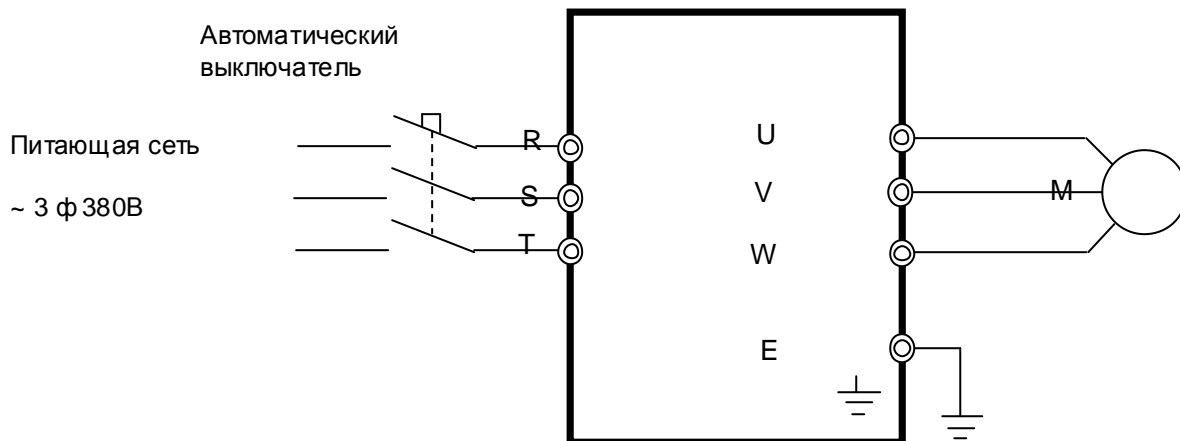 Автоматический
выключатель
Питающая сеть
~ 3 ф 380В
R
S
T
U
V
W
E
M